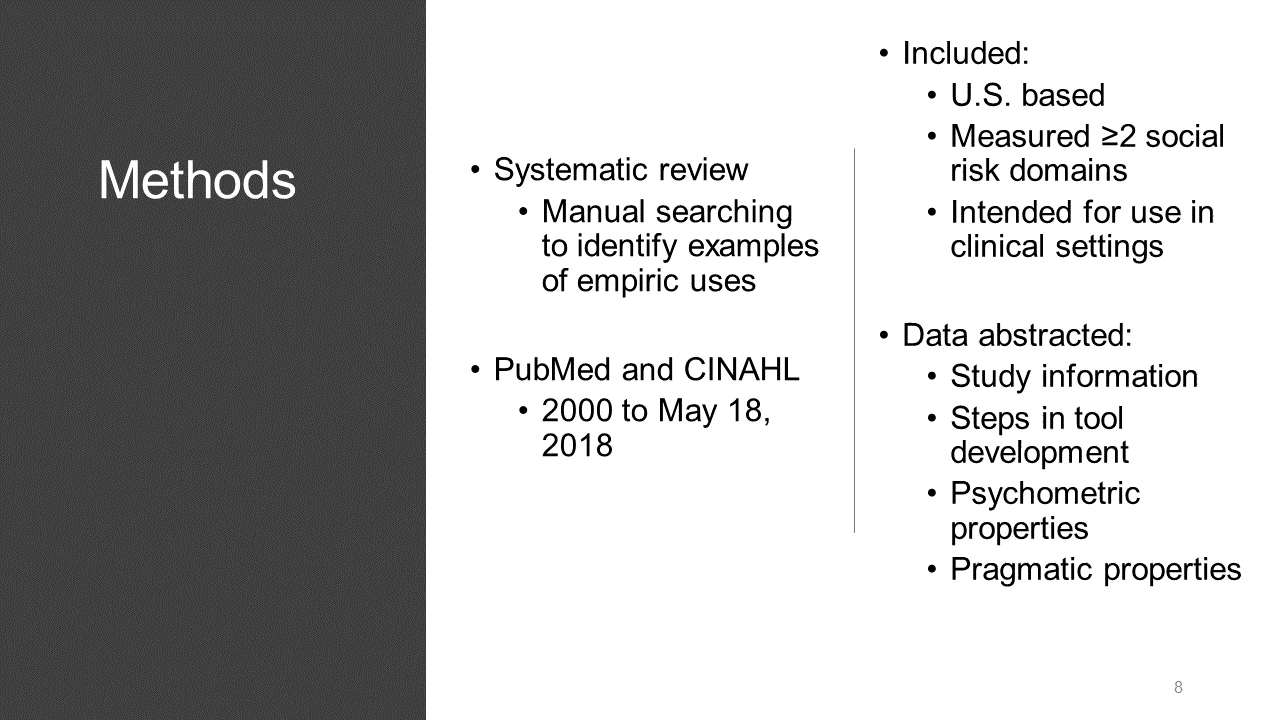 Methods
• Systematic review
• Manual searching
to identify examples
of empiric uses
• PubMed and CINAHL
• 2000 to May 18,
2018
• Included:
• U.S. based
• Measured ≥2 social
risk domains
• Intended for use in
clinical settings
• Data abstracted:
• Study information
• Steps in tool
development
• Psychometric
properties
• Pragmatic properties
8